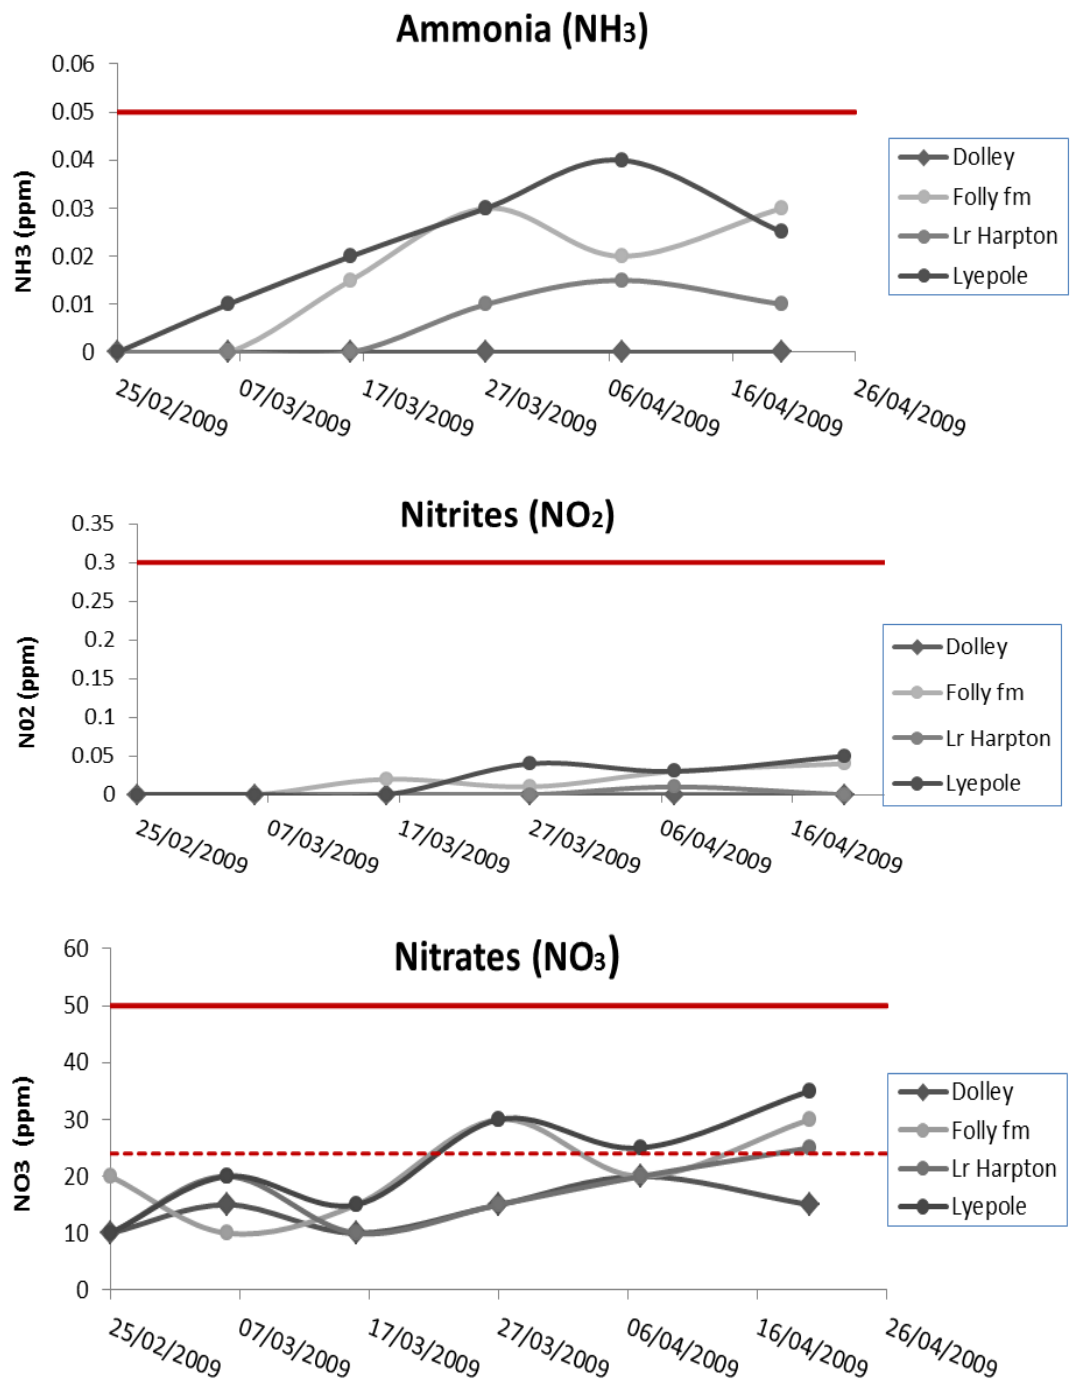 Ammonia (NH3)
0.06
0.05
0.04
0.03
0.02
0.01
0
NH3 (ppm)
25/02/2009
07/03/2009
17/03/2009
27/03/2009
06/04/2009
16/04/2009
26/04/2009
Dolley
Folly fm
Lr Harpton
Lyepole
Nitrites (NO2)
0.35
0.3
0.25
0.2
0.15
0.1
0.05
0
N02 (ppm)
25/02/2009
07/03/2009
17/03/2009
27/03/2009
06/04/2009
16/04/2009
Dolley
Folly fm
Lr Harpton
Lyepole
Nitrates (NO3)
60
50
40
30
20
10
0
NO3 (ppm)
25/02/2009
07/03/2009
17/03/2009
27/03/2009
06/04/2009
16/04/2009
26/04/2009
Dolley
Folly fm
Lr Harpton
Lyepole